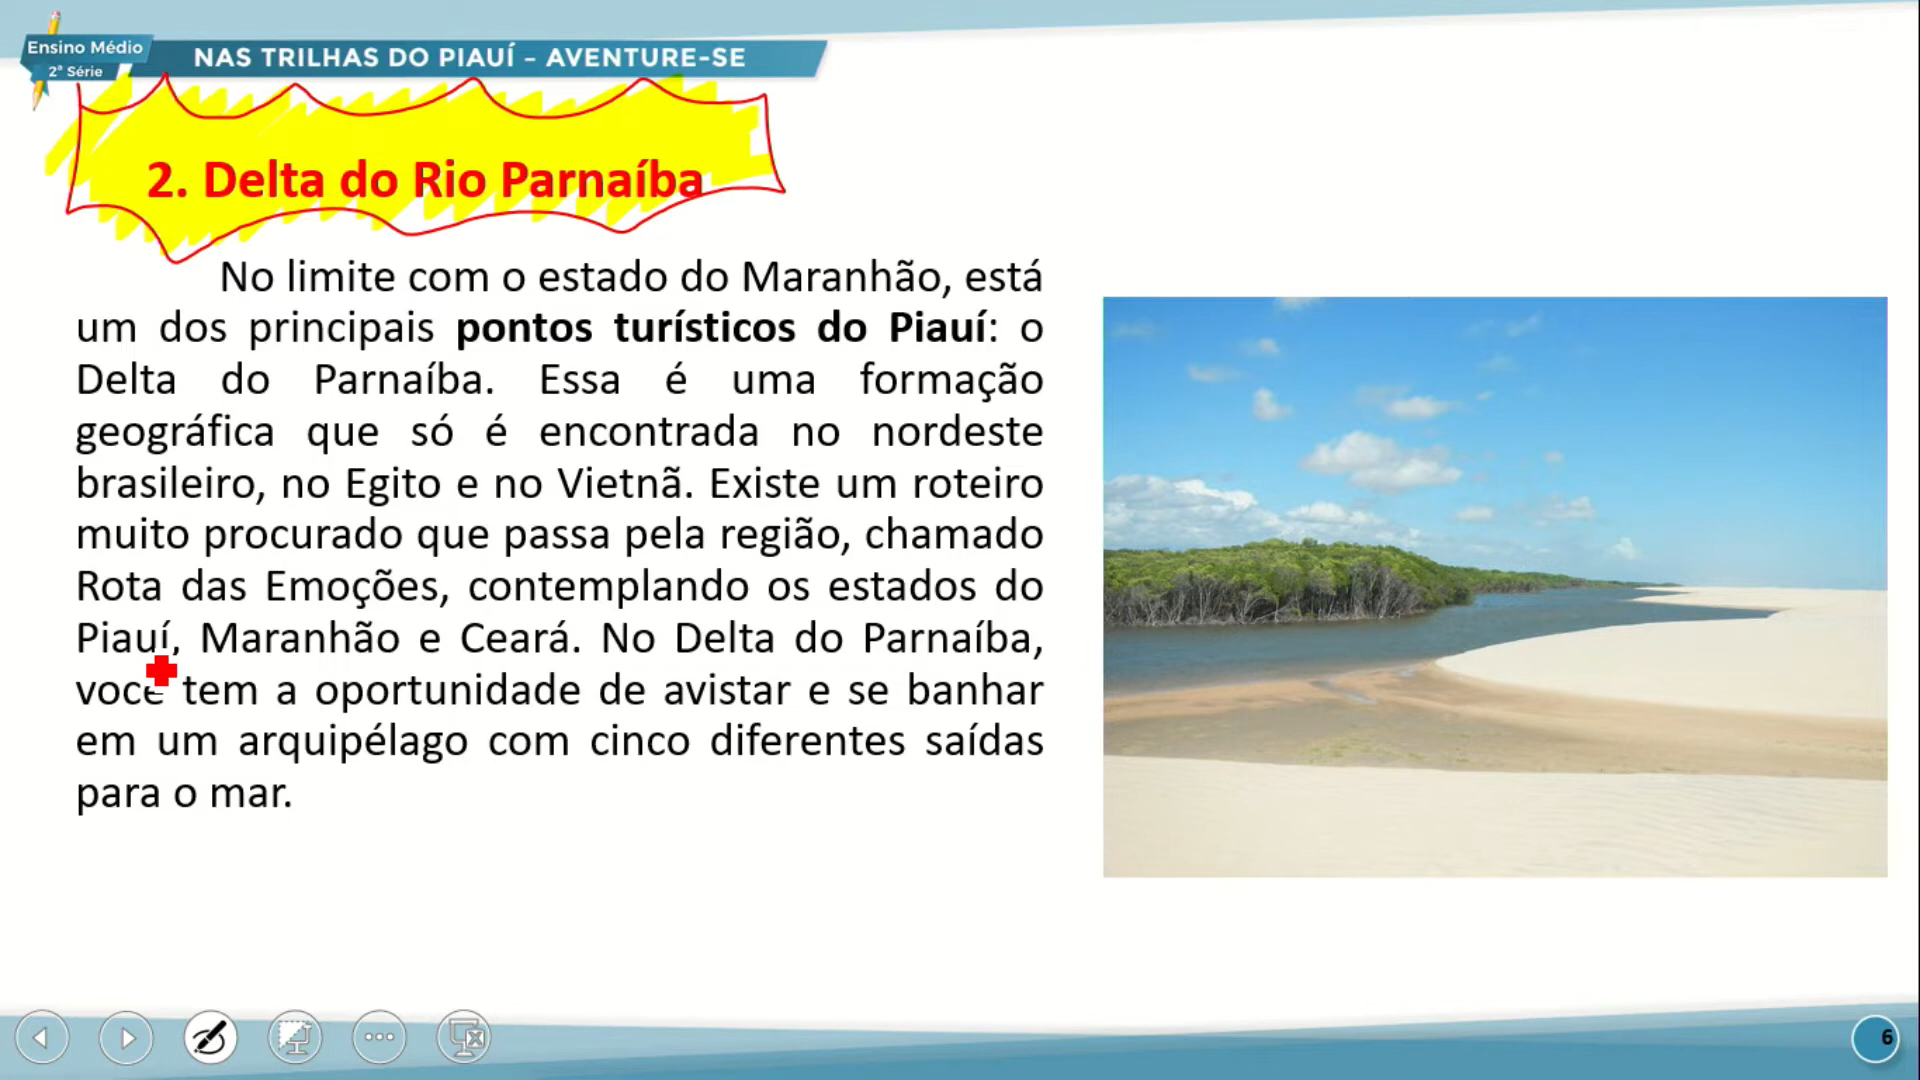 Ensino Médio
2ª Série
NAS TRILHAS DO PIAUÍ – AVENTURE-SE
2. Delta do Rio Parnaíba
No limite com o estado do Maranhão, está
um dos principais pontos turísticos do Piauí: o
Delta do Parnaíba. Essa é uma formação
geográfica que só é encontrada no nordeste
brasileiro, no Egito e no Vietnã. Existe um roteiro
muito procurado que passa pela região, chamado
Rota das Emoções, contemplando os estados do
Piauí, Maranhão e Ceará. No Delta do Parnaíba,
você tem a oportunidade de avistar e se banhar
em um arquipélago com cinco diferentes saídas
para o mar.
6